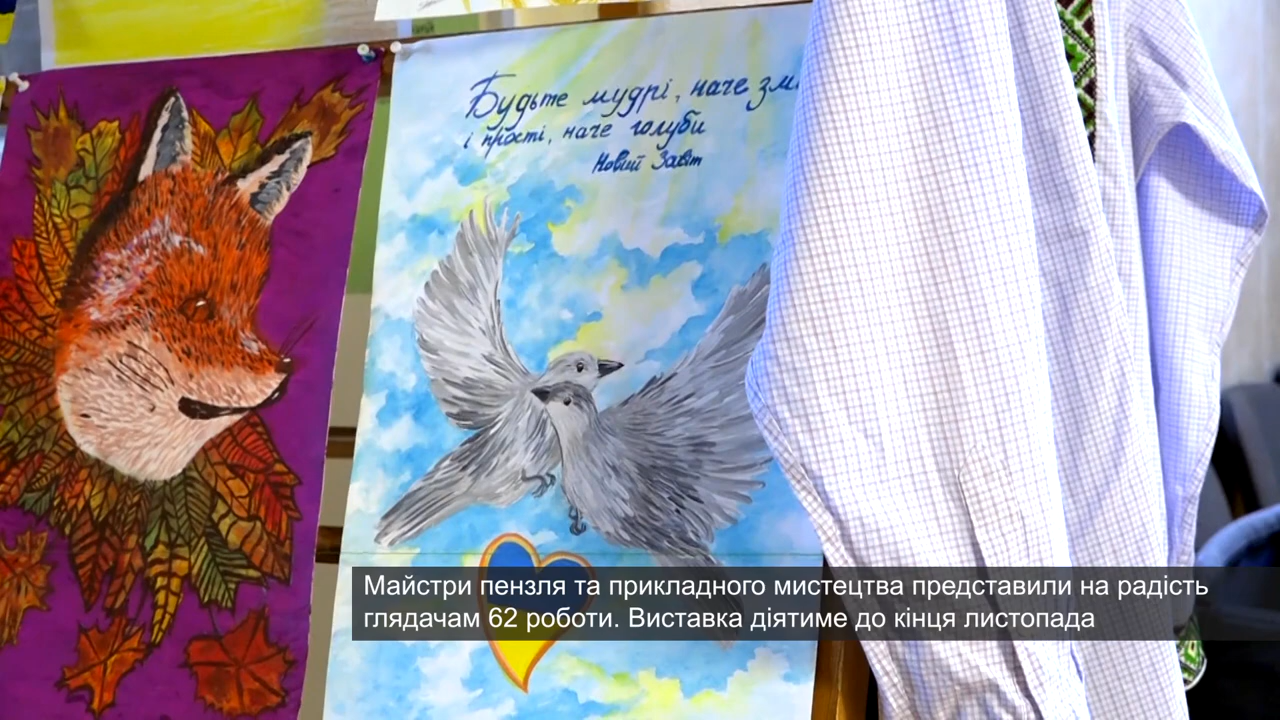 Будьте мудрі, наче
і прості, наче голуби
Новий Завіт
Майстри пензля та прикладного мистецтва представили на радість
глядачам 62 роботи. Виставка діятиме до кінця листопада